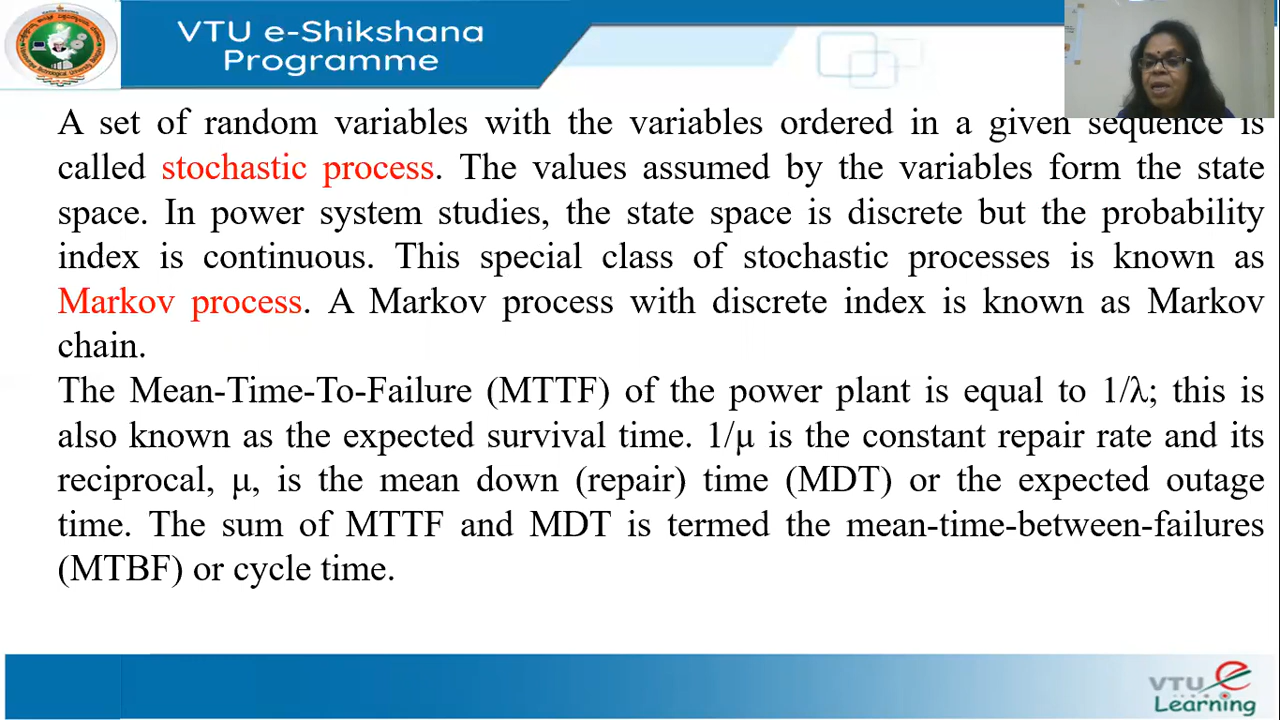 VTU e-Shikshana
Programme
A set of random variables with the variables ordered in a given sequence is
called stochastic process. The values assumed by the variables form the state
space. In power system studies, the state space is discrete but the probability
index is continuous. This special class of stochastic processes is known as
Markov process. A Markov process with discrete index is known as Markov
chain.
The Mean-Time-To-Failure (MTTF) of the power plant is equal to 1/λ; this is
also known as the expected survival time. 1/μ is the constant repair rate and its
reciprocal, μ, is the mean down (repair) time (MDT) or the expected outage
time. The sum of MTTF and MDT is termed the mean-time-between-failures
(MTBF) or cycle time.
VTU e
Learning